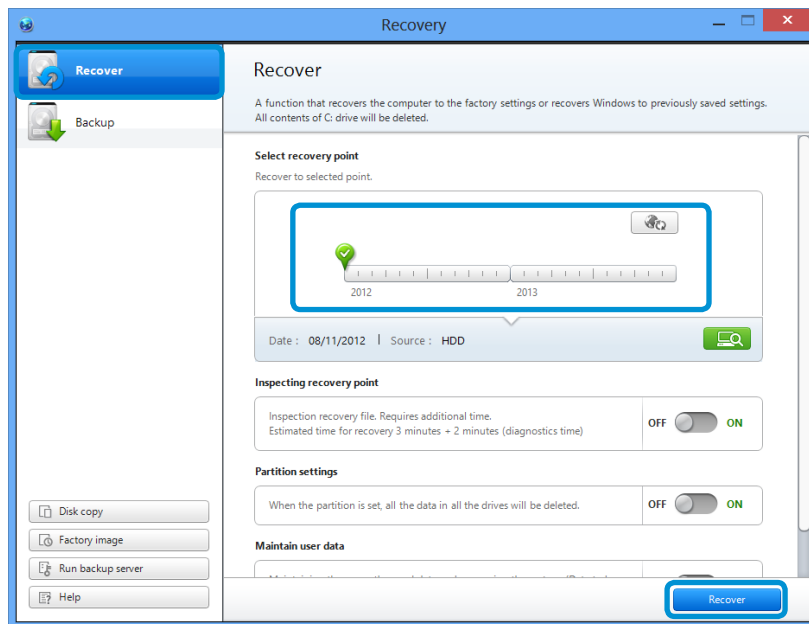 Recovery
Recover
Backup
Disk copy
Factory image
Run backup server
Help
Recover
A function that recovers the computer to the factory settings or recovers Windows to previously saved settings.
All contents of C: drive will be deleted.
Select recovery point
Recover to selected point.
2012 2013
Date : 08/11/2012 | Source : HDD
Inspecting recovery point
Inspection recovery file. Requires additional time.
Estimated time for recovery 3 minutes + 2 minutes (diagnostics time)
OFF ON
Partition settings
When the partition is set, all the data in all the drives will be deleted.
OFF ON
Maintain user data
Recover